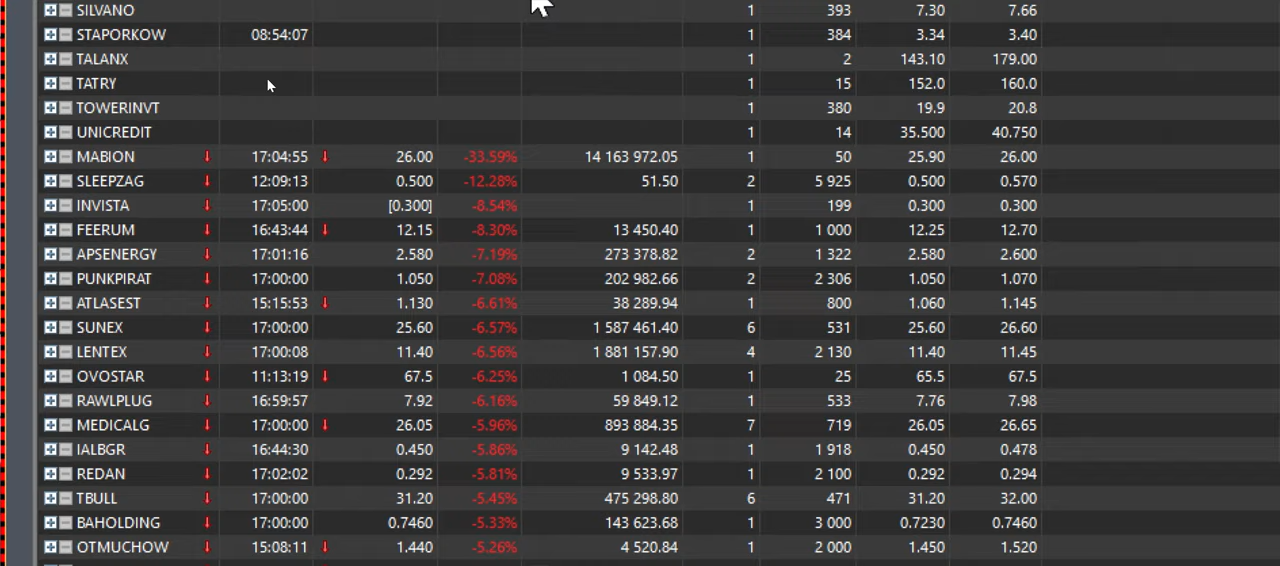 SILVANO 1 393 7.30 7.66
STAPORKOW 08:54:07 1 384 3.34 3.40
TALANX 1 2 143.10 179.00
TATRY 1 15 152.0 160.0
TOWERINVT 1 380 19.9 20.8
UNICREDIT 1 14 35.500 40.750
MABION 17:04:55 26.00 -33.59% 14 163 972.05 1 50 25.90 26.00
SLEEPZAG 12:09:13 0.500 -12.28% 51.50 2 5 925 0.500 0.570
INVISTA 17:05:00 [0.300] -8.54% 1 199 0.300 0.300
FEERUM 16:43:44 12.15 -8.30% 13 450.40 1 1 000 12.25 12.70
APSENERGY 17:01:16 2.580 -7.19% 273 378.82 2 1 322 2.580 2.600
PUNKPIRAT 17:00:00 1.050 -7.08% 202 982.66 2 2 306 1.050 1.070
ATLASEST 15:15:53 1.130 -6.61% 38 289.94 1 800 1.060 1.145
SUNEX 17:00:00 25.60 -6.57% 1 587 461.40 6 531 25.60 26.60
LENTEX 17:00:08 11.40 -6.56% 1 881 157.90 4 2 130 11.40 11.45
OVOSTAR 11:13:19 67.5 -6.25% 1 084.50 1 25 65.5 67.5
RAWLPLUG 16:59:57 7.92 -6.16% 59 849.12 1 533 7.76 7.98
MEDICALG 17:00:00 26.05 -5.96% 893 884.35 7 719 26.05 26.65
IALBGR 16:44:30 0.450 -5.86% 9 142.48 1 1 918 0.450 0.478
REDAN 17:02:02 0.292 -5.81% 9 533.97 1 2 100 0.292 0.294
TBULL 17:00:00 31.20 -5.45% 475 298.80 6 471 31.20 32.00
BAHOLDING 17:00:00 0.7460 -5.33% 143 623.68 1 3 000 0.7230 0.7460
OTMUCHOW 15:08:11 1.440 -5.26% 4 520.84 1 2 000 1.450 1.520